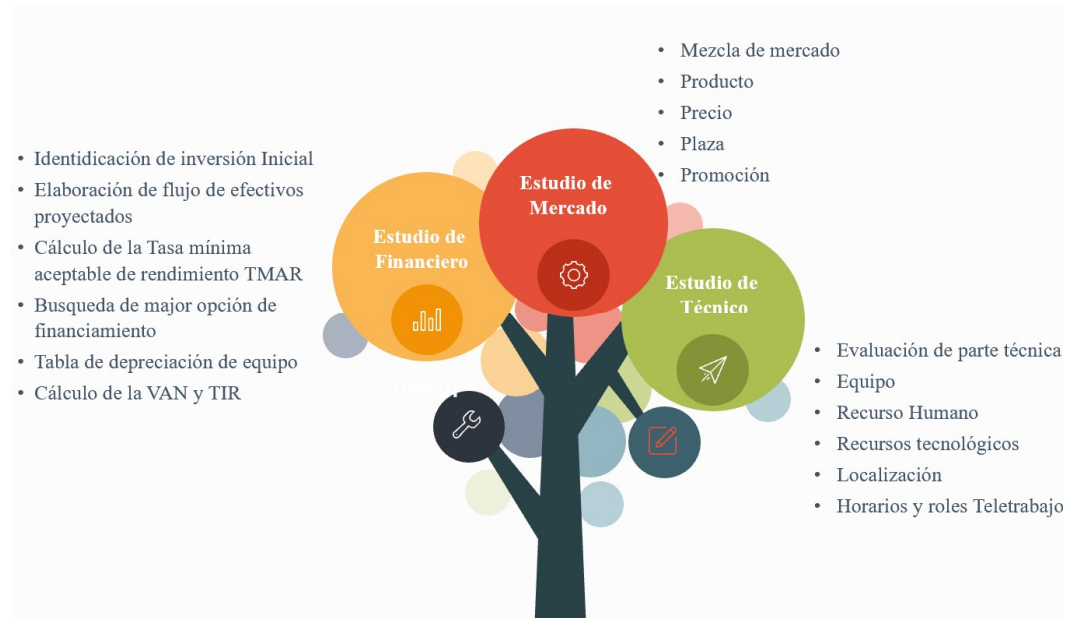 • Identidicación de inversión Inicial
• Elaboración de flujo de efectivos
proyectados
• Cálculo de la Tasa mínima
aceptable de rendimiento TMAR
• Busqueda de major opción de
financiamiento
• Tabla de depreciación de equipo
• Cálculo de la VAN y TIR
Estudio de
Financiero
Estudio de
Mercado
• Mezcla de mercado
• Producto
• Precio
• Plaza
• Promoción
Estudio de
Técnico
• Evaluación de parte técnica
• Equipo
• Recurso Humano
• Recursos tecnológicos
• Localización
• Horarios y roles Teletrabajo